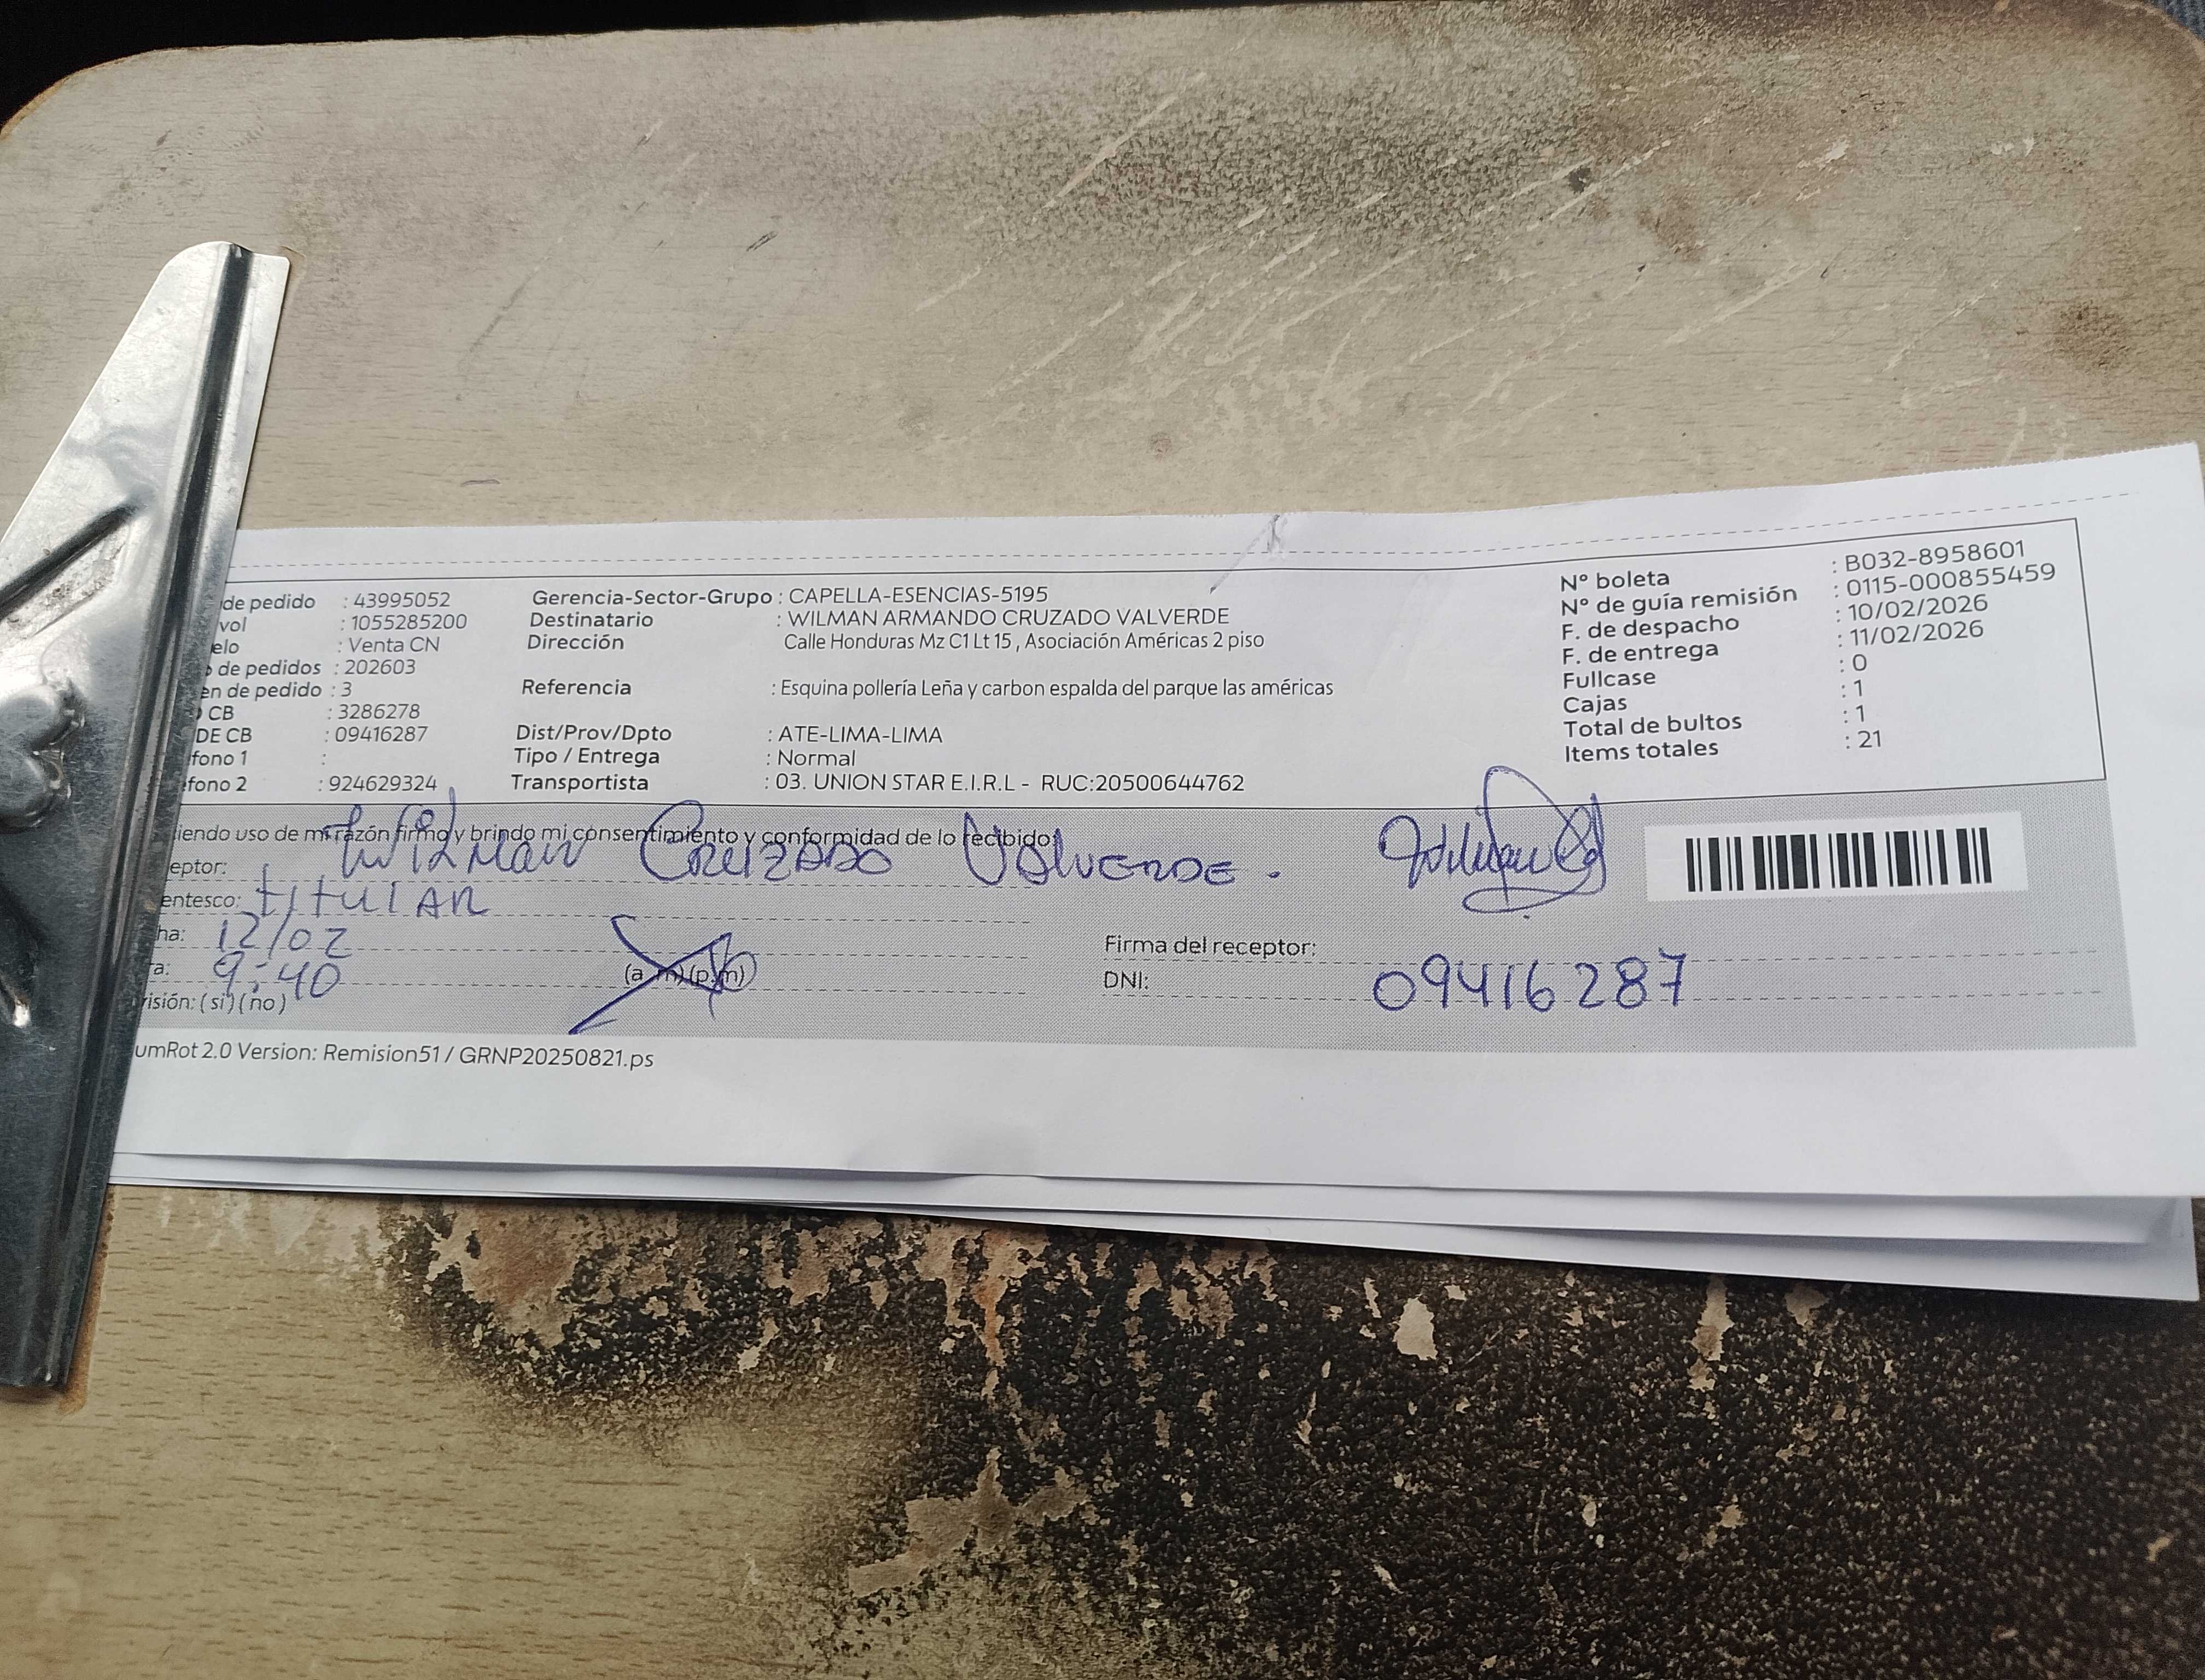 de pedido : 43995052
vol : 1055285200
elo : Venta CN
de pedidos : 202603
en de pedido : 3
CB : 3286278
DE CB : 09416287
fono 1 :
fono 2 : 924629324
Gerencia-Sector-Grupo : CAPELLA-ESENCIAS-5195
Destinatario : WILMAN ARMANDO CRUZADO VALVERDE
Dirección Calle Honduras Mz C1 Lt 15 , Asociación Américas 2 piso
Referencia : Esquina pollería Leña y carbon espalda del parque las américas
Dist/Prov/Dpto : ATE-LIMA-LIMA
Tipo / Entrega : Normal
Transportista : 03. UNION STAR E.I.R.L - RUC:20500644762
N° boleta : B032-8958601
N° de guía remisión : 0115-000855459
F. de despacho : 10/02/2026
F. de entrega : 11/02/2026
Fullcase : 0
Cajas : 1
Total de bultos : 1
Items totales : 21
iendo uso de mi razón firmo y brindo mi consentimiento y conformidad de lo recibido:
eptor: Wilman CRUZADO VALVERDE.
entesco: titulAR
ha: 12/02
a: 9:40 (a.m) (p.m)
isión: (si) (no)
Firma del receptor:
DNI: 09416287
umRot 2.0 Version: Remision51 / GRNP20250821.ps